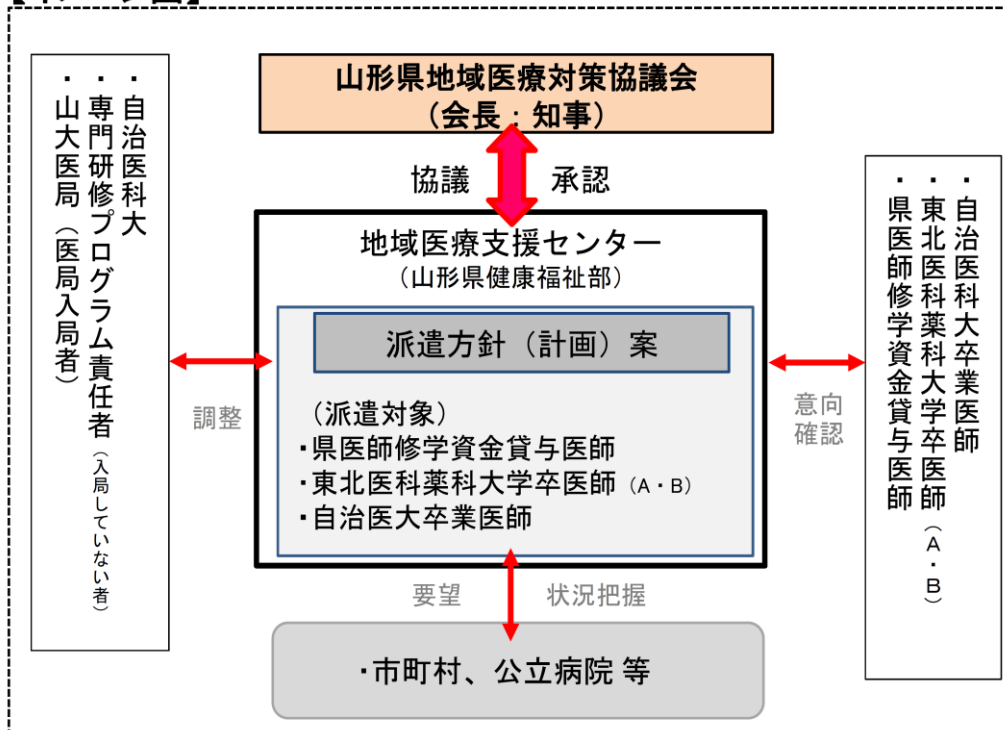 【イメージ図】
山形県地域医療対策協議会
(会長:知事)
協議 承認
・自治医科大
・専門研修プログラム責任者(入局していない者)
・山大医局(医局入局者)
調整
地域医療支援センター
(山形県健康福祉部)
派遣方針(計画)案
(派遣対象)
・県医師修学資金貸与医師
・東北医科薬科大学卒医師(A・B)
・自治医大卒業医師
意向
確認
・自治医科大卒業医師
・東北医科薬科大学卒医師(A・B)
・県医師修学資金貸与医師
要望 状況把握
・市町村、公立病院 等